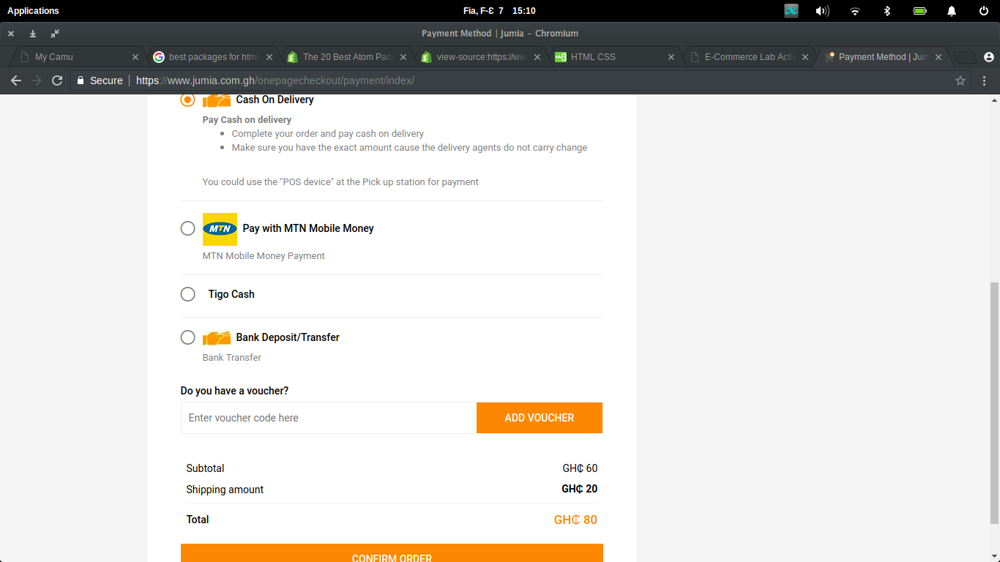 Applications
Fia, F-Ɛ 7 15:10
Payment Method | Jumia - Chromium
My Camu
best packages for html
The 20 Best Atom Pac
view-source:https://ww
HTML CSS
E-Commerce Lab Acti
Payment Method | Jum
Secure
https://www.jumia.com.gh/onepagecheckout/payment/index/
Cash On Delivery
Pay Cash on delivery
Complete your order and pay cash on delivery
Make sure you have the exact amount cause the delivery agents do not carry change
You could use the "POS device" at the Pick up station for payment
MTN
Pay with MTN Mobile Money
MTN Mobile Money Payment
Tigo Cash
Bank Deposit/Transfer
Bank Transfer
Do you have a voucher?
Enter voucher code here
ADD VOUCHER
Subtotal GH₵ 60
Shipping amount GH₵ 20
Total GH₵ 80
CONFIRM ORDER